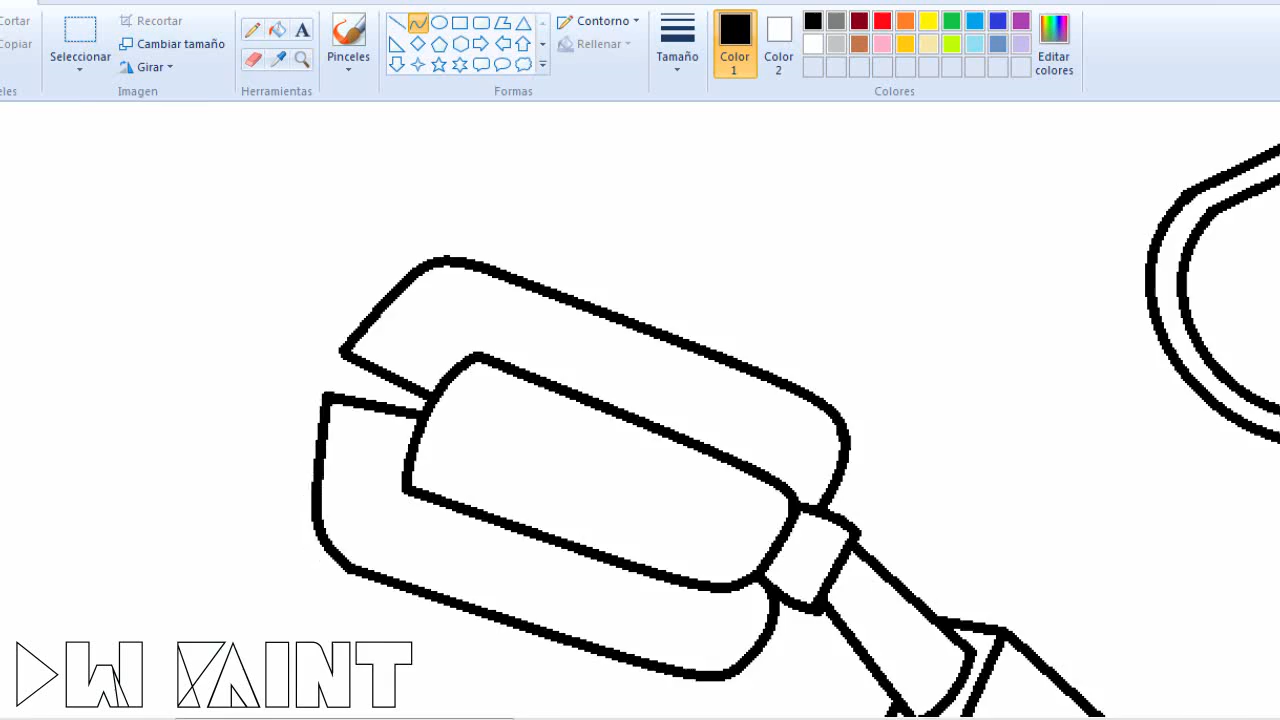 Cortar
Copiar
eles
Seleccionar
Recortar
Cambiar tamaño
Girar
Imagen
A
Herramientas
Pinceles
Formas
Contorno
Rellenar
Tamaño
Color
1
Color
2
Colores
Editar
colores
W PAINT